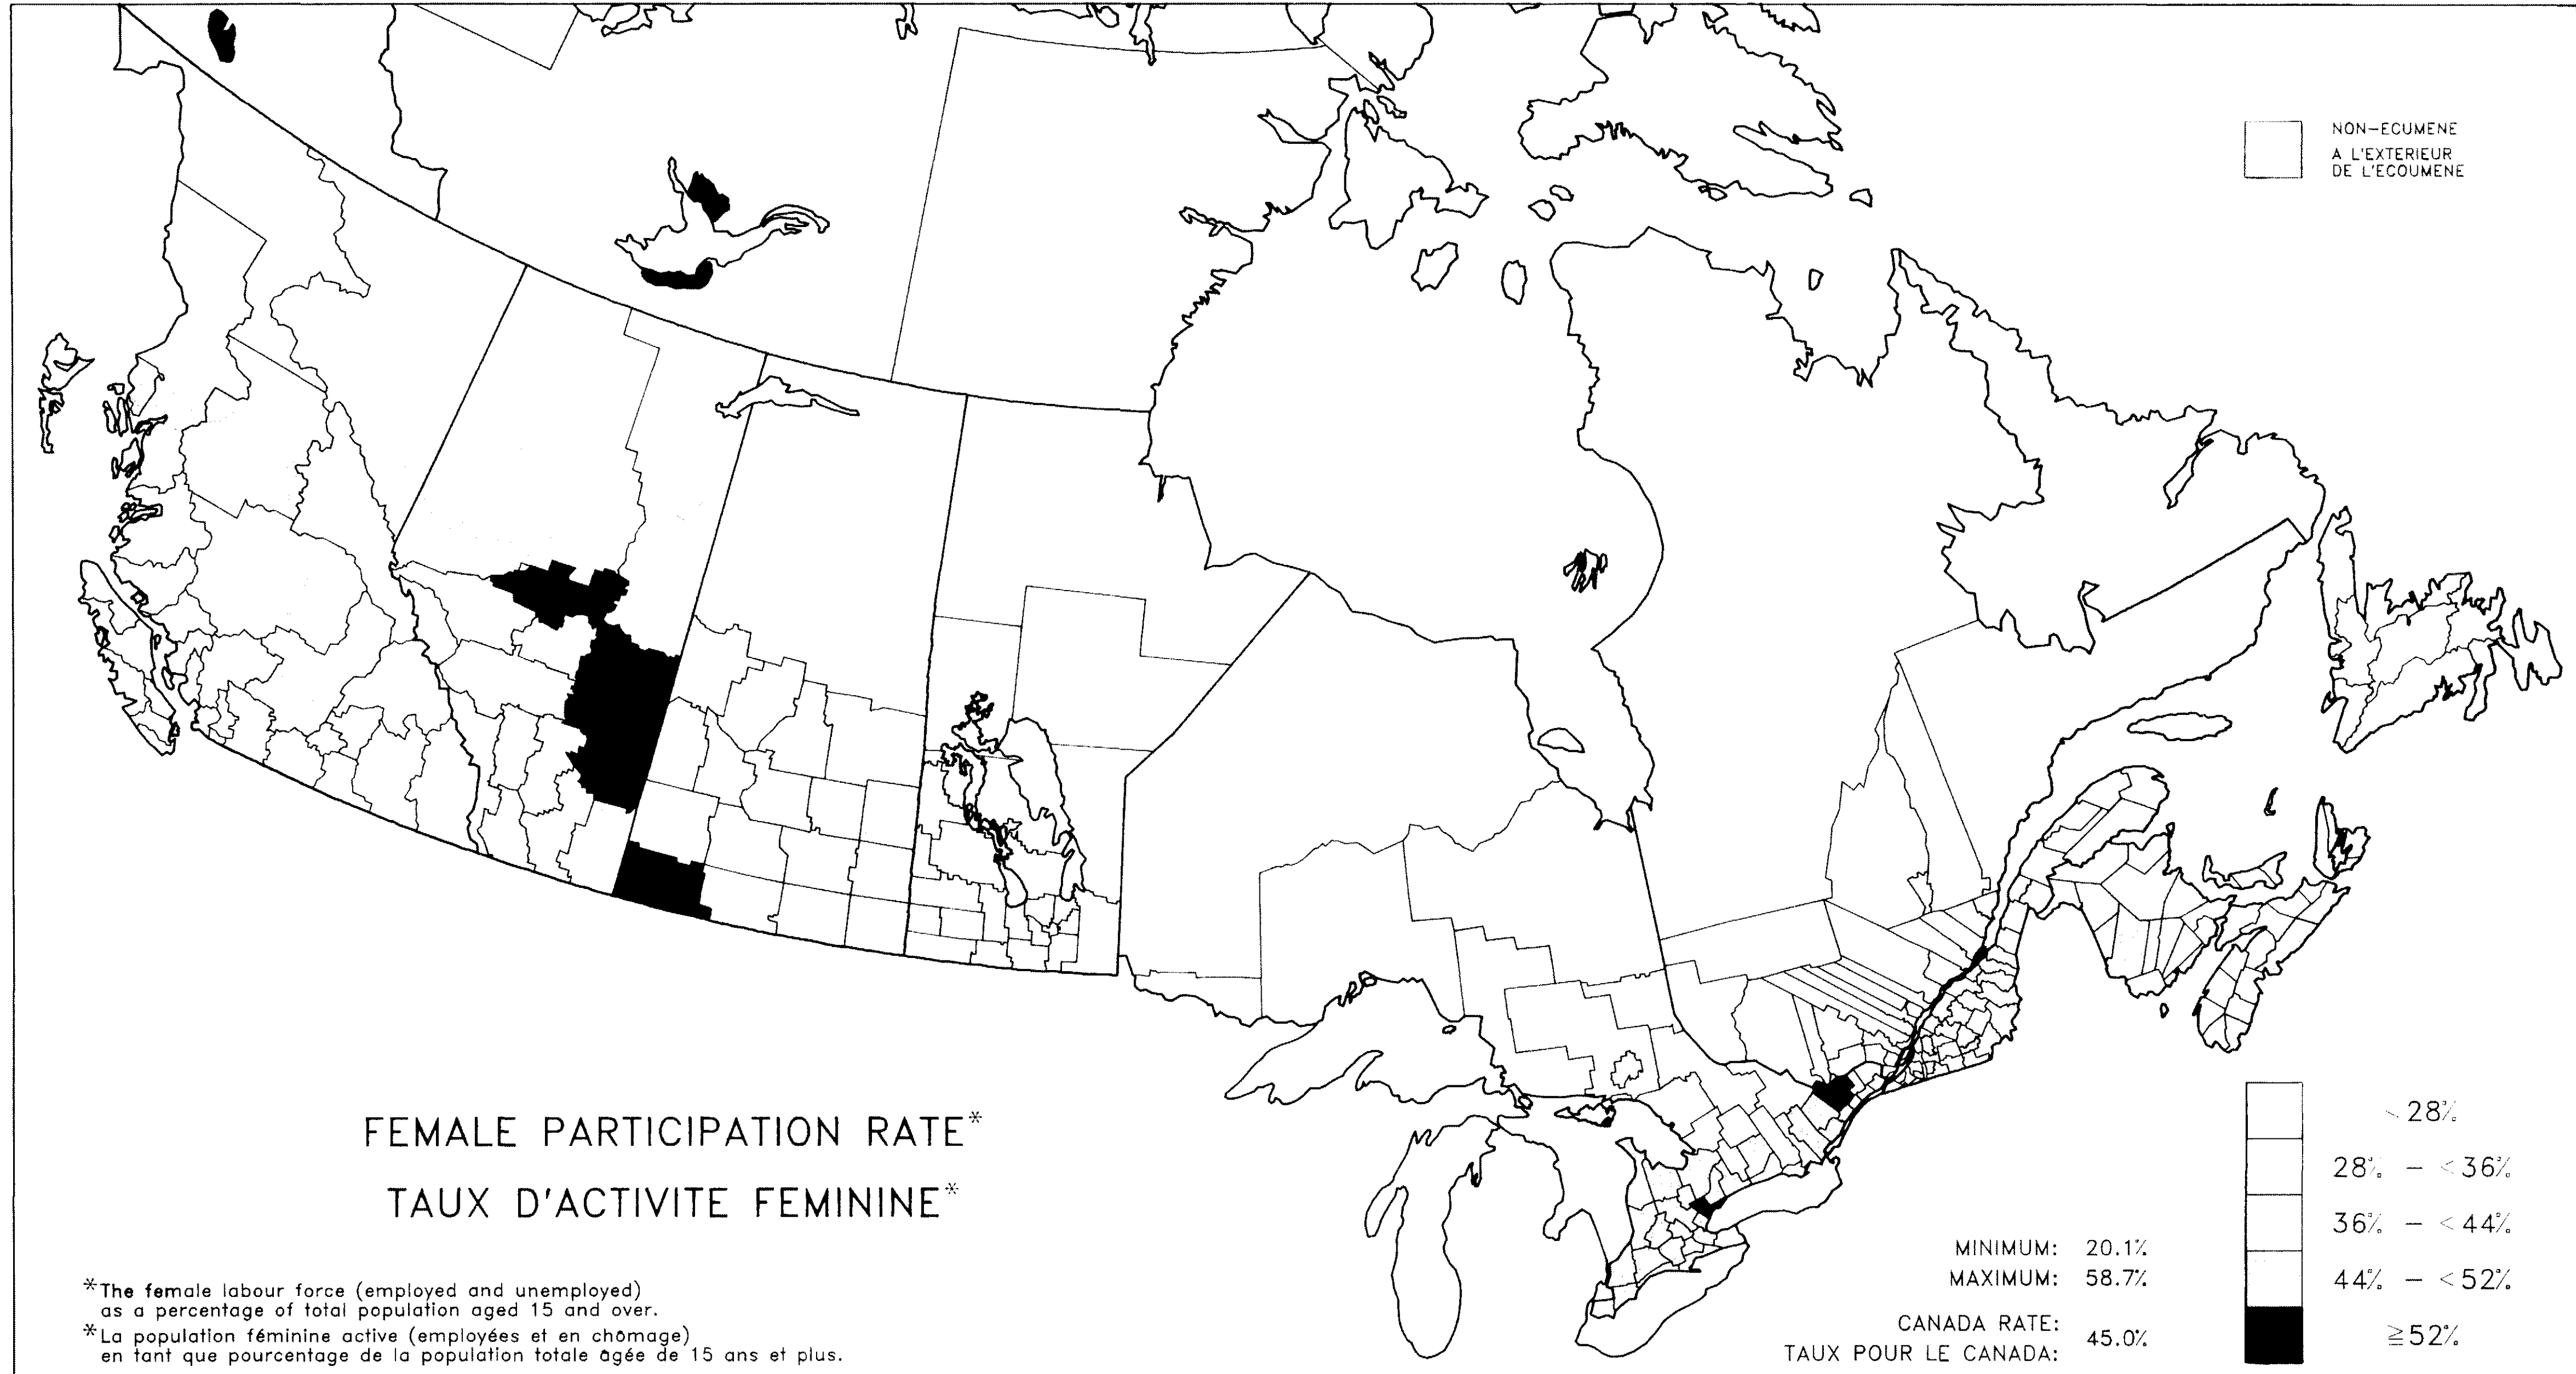 NON-ECUMENE
A L'EXTERIEUR
DE L'ECOUMENE
FEMALE PARTICIPATION RATE*
TAUX D'ACTIVITE FEMININE*
*The female labour force (employed and unemployed)
as a percentage of total population aged 15 and over.
*La population féminine active (employées et en chômage)
en tant que pourcentage de la population totale âgée de 15 ans et plus.
MINIMUM: 20.1%
MAXIMUM: 58.7%
CANADA RATE:
TAUX POUR LE CANADA: 45.0%
<28%
28% - <36%
36% - <44%
44% - <52%
≧52%